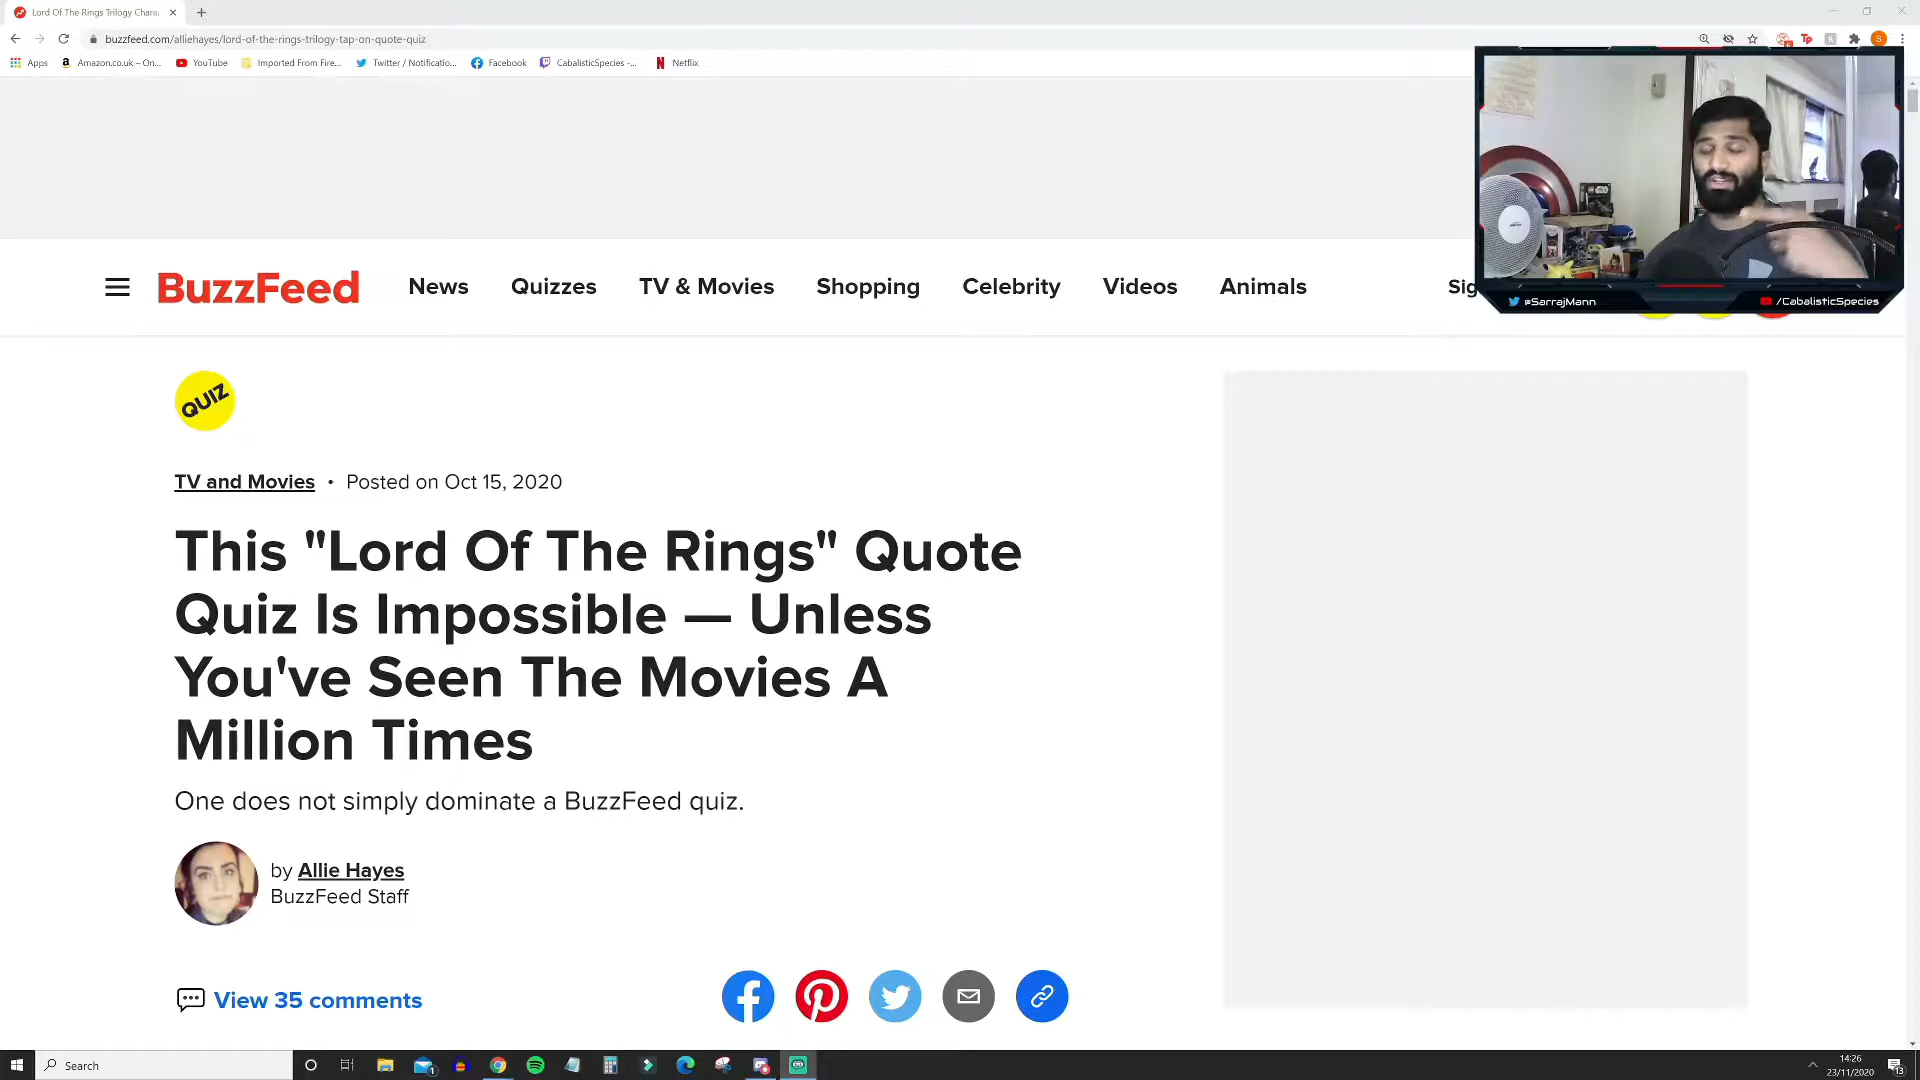 Lord Of The Rings Trilogy Chara
buzzfeed.com/alliehayes/lord-of-the-rings-trilogy-tap-on-quote-quiz
Apps
Amazon.co.uk – On...
YouTube
Imported From Fire...
Twitter / Notificatio...
Facebook
CabalisticSpecies -...
Netflix
BuzzFeed
News
Quizzes
TV & Movies
Shopping
Celebrity
Videos
Animals
Sig
@SarrajMann
/CabalisticSpecies
QUIZ
TV and Movies • Posted on Oct 15, 2020
This "Lord Of The Rings" Quote
Quiz Is Impossible — Unless
You've Seen The Movies A
Million Times
One does not simply dominate a BuzzFeed quiz.
by Allie Hayes
BuzzFeed Staff
View 35 comments
Search
14:26
23/11/2020